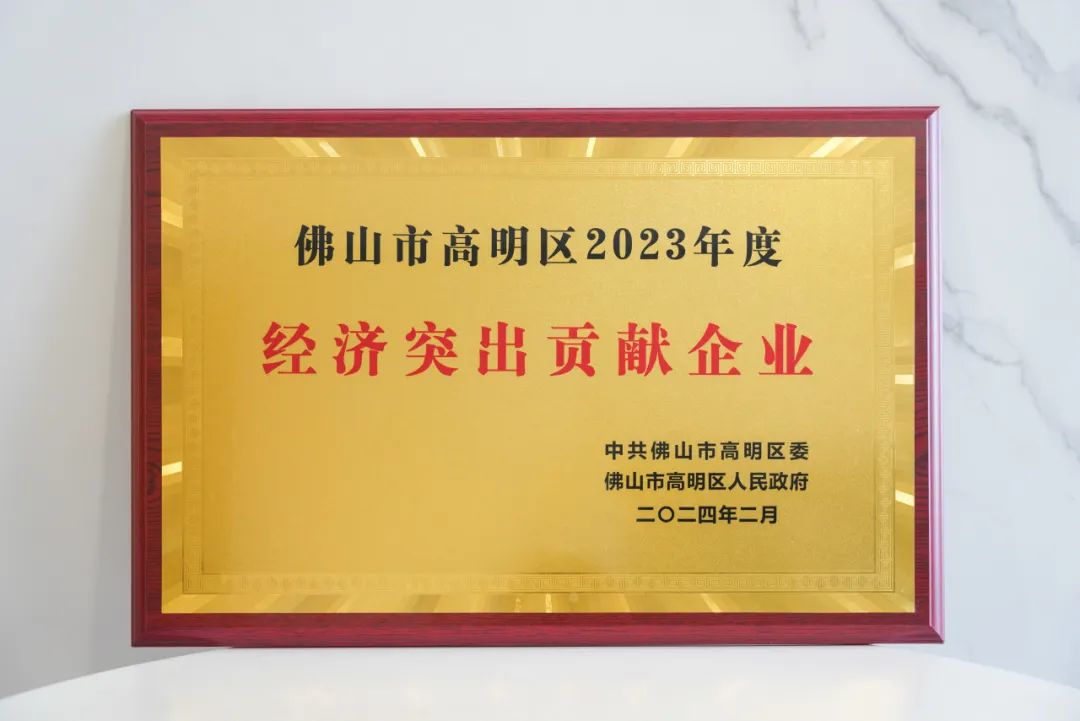 佛山市高明区2023年度
经济突出贡献企业
中共佛山市高明区委
佛山市高明区人民政府
二〇二四年二月